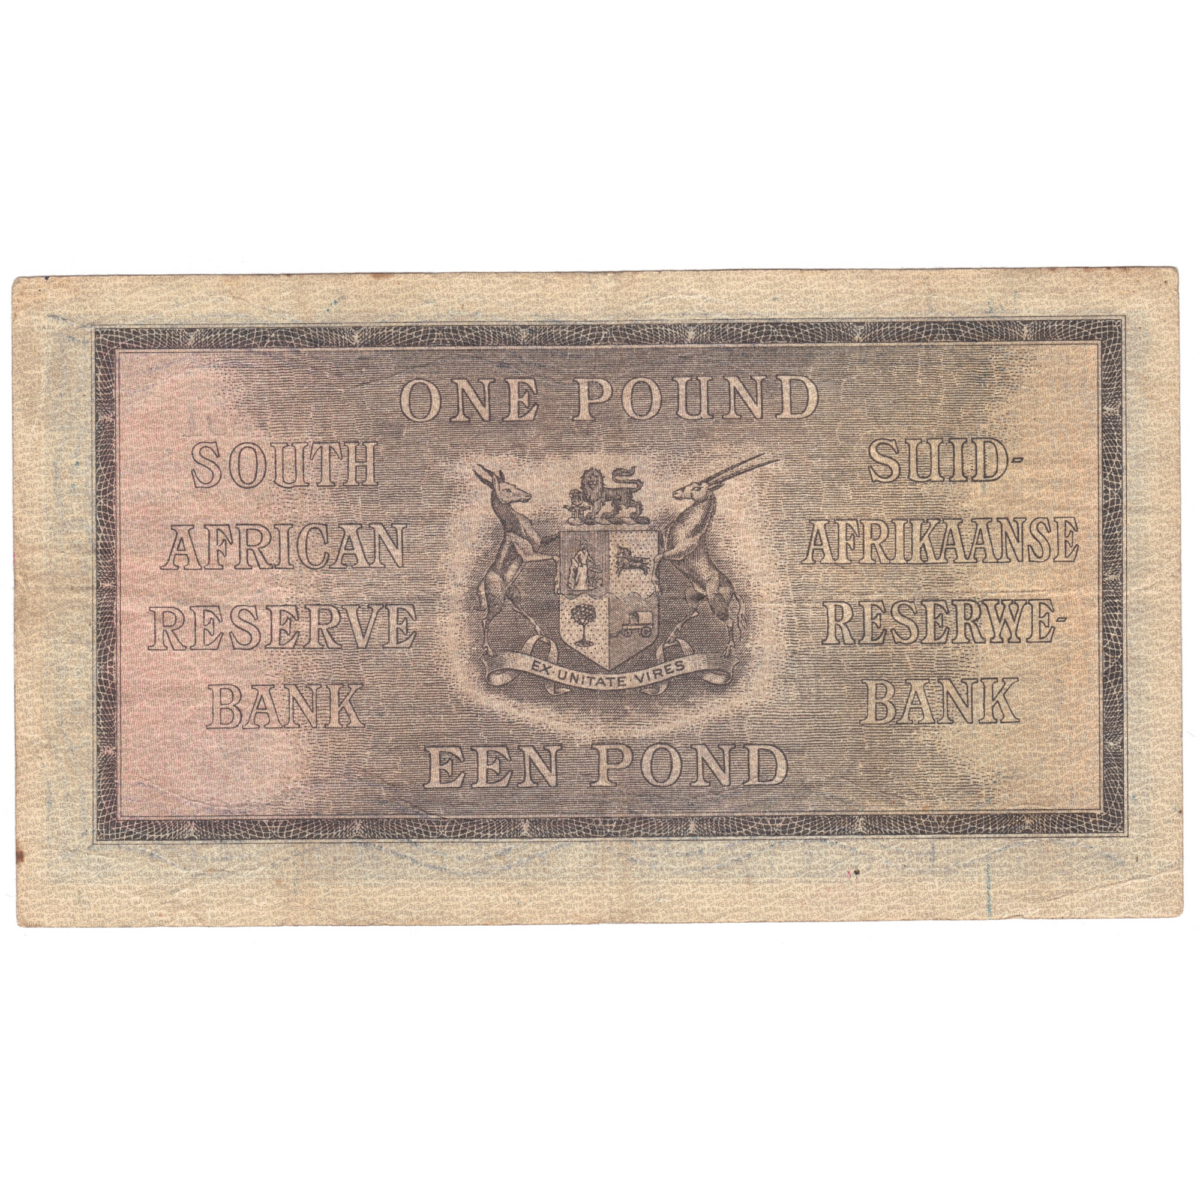 ONE POUND
SOUTH
AFRICAN
RESERVE
BANK
SUID-
AFRIKAANSE
RESERWE-
BANK
EX·UNITATE VIRES
EEN POND